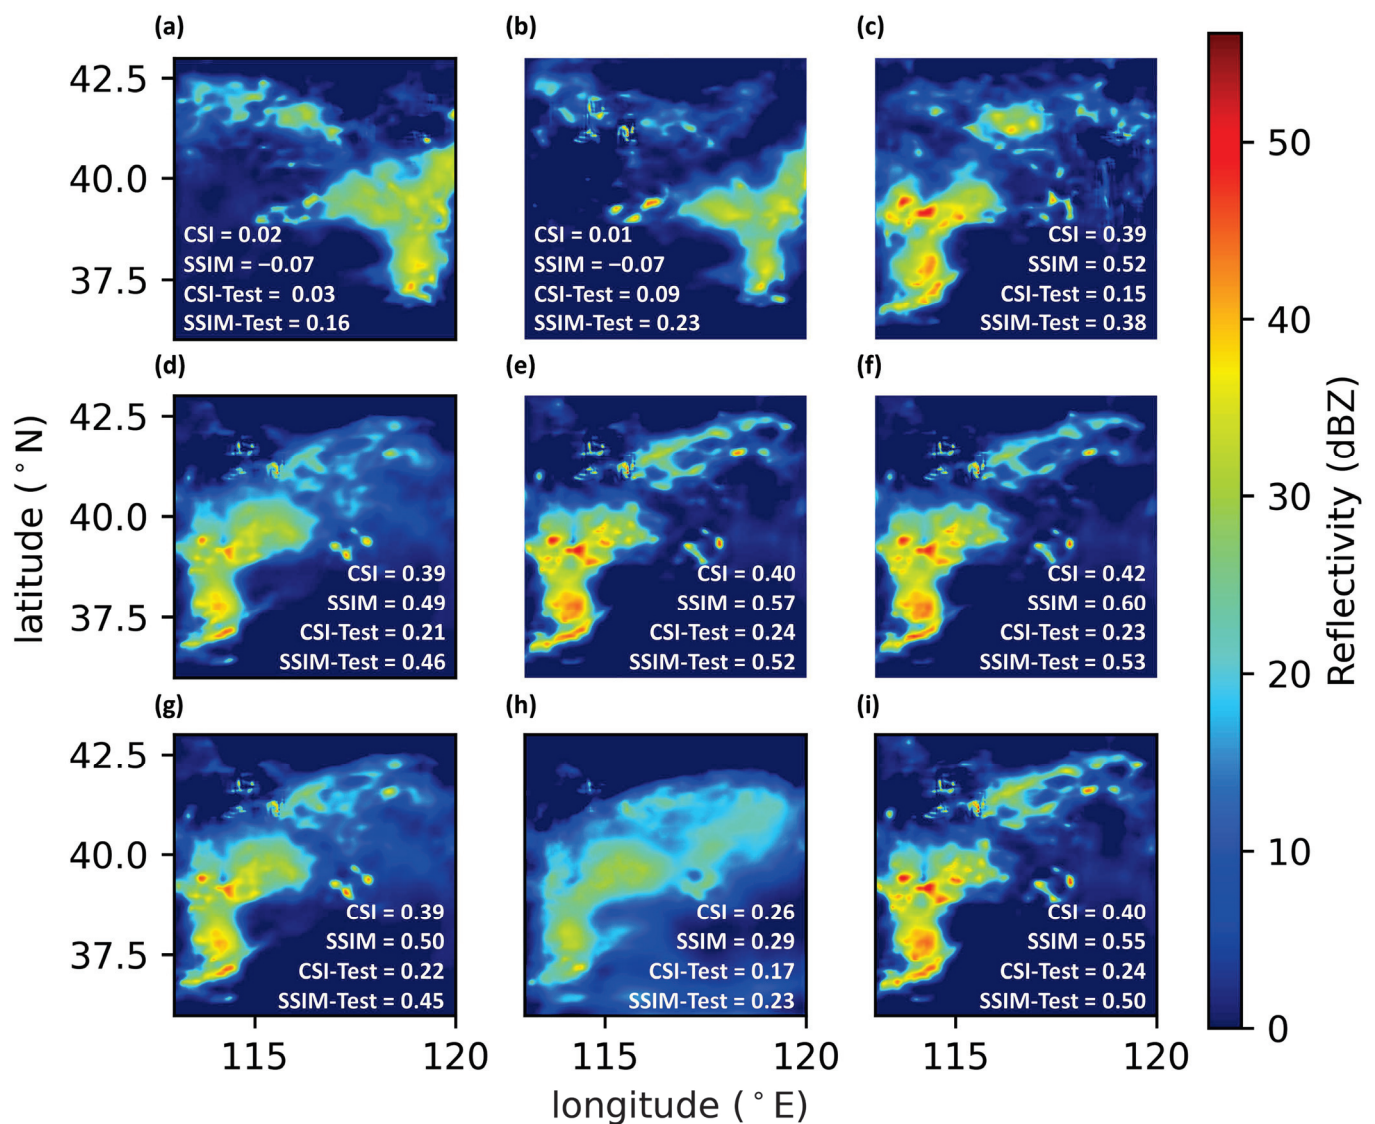 (a)
(b)
(c)
42.5
40.0
37.5
CSI = 0.02
SSIM = −0.07
CSI-Test =  0.03
SSIM-Test = 0.16
CSI = 0.01
SSIM = −0.07
CSI-Test = 0.09
SSIM-Test = 0.23
CSI = 0.39
SSIM = 0.52
CSI-Test = 0.15
SSIM-Test = 0.38
(d)
(e)
(f)
42.5
40.0
37.5
latitude (°N)
CSI = 0.39
SSIM = 0.49
CSI-Test = 0.21
SSIM-Test = 0.46
CSI = 0.40
SSIM = 0.57
CSI-Test = 0.24
SSIM-Test = 0.52
CSI = 0.42
SSIM = 0.60
CSI-Test = 0.23
SSIM-Test = 0.53
(g)
(h)
(i)
42.5
40.0
37.5
CSI = 0.39
SSIM = 0.50
CSI-Test = 0.22
SSIM-Test = 0.45
CSI = 0.26
SSIM = 0.29
CSI-Test = 0.17
SSIM-Test = 0.23
CSI = 0.40
SSIM = 0.55
CSI-Test = 0.24
SSIM-Test = 0.50
115
120
115
120
115
120
longitude (°E)
50
40
30
20
10
0
Reflectivity (dBZ)